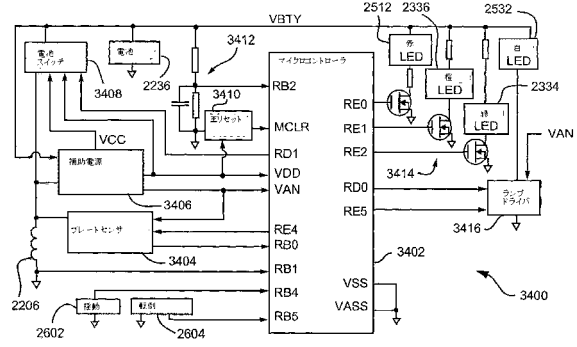 VBTY
電池
スイッチ
3408
電池
2236
3412
3410
主リセット
マイクロコントローラ
RB2
MCLR
RD1
VDD
VAN
RE4
RB0
RB1
RB4
RB5
RE0
RE1
RE2
RD0
RE5
VSS
VASS
3402
VCC
補助電源
3406
プレートセンサ
3404
2206
2602
振動
転倒
2604
2512
赤
LED
2336
橙
LED
2532
白
LED
緑
LED
2334
3414
VAN
ランプ
ドライバ
3416
3400